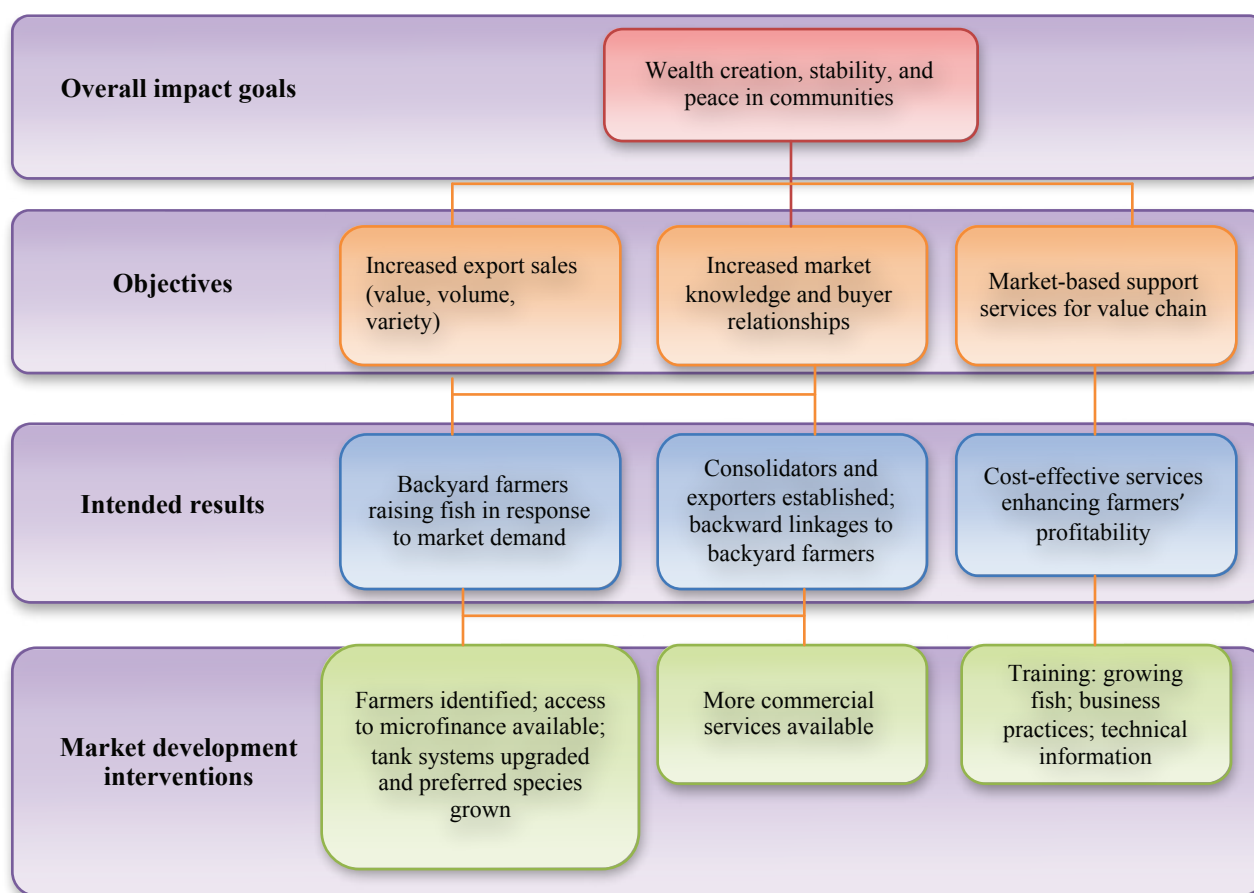 Overall impact goals
Wealth creation, stability, and
peace in communities
Objectives
Increased export sales
(value, volume,
variety)
Increased market
knowledge and buyer
relationships
Market-based support
services for value chain
Intended results
Backyard farmers
raising fish in response
to market demand
Consolidators and
exporters established;
backward linkages to
backyard farmers
Cost-effective services
enhancing farmers’
profitability
Market development
interventions
Farmers identified; access
to microfinance available;
tank systems upgraded
and preferred species
grown
More commercial
services available
Training: growing
fish; business
practices; technical
information